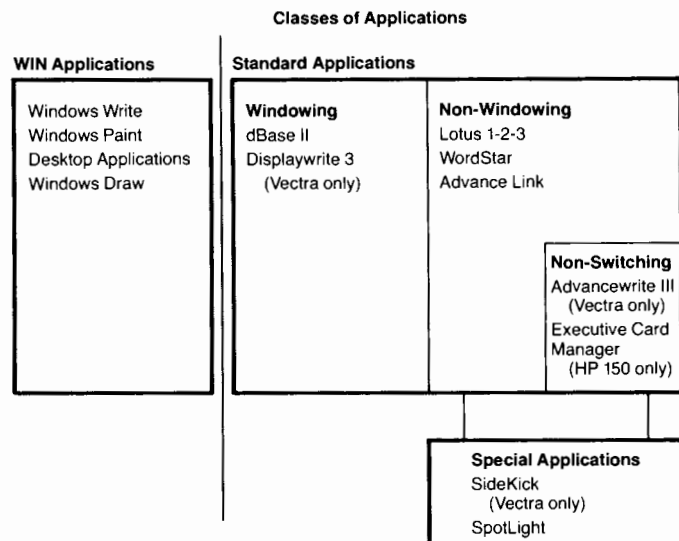 Classes of Applications
WIN Applications
Windows Write
Windows Paint
Desktop Applications
Windows Draw
Standard Applications
Windowing
dBase II
Displaywrite 3
(Vectra only)
Non-Windowing
Lotus 1-2-3
WordStar
Advance Link
Non-Switching
Advancewrite III
(Vectra only)
Executive Card
Manager
(HP 150 only)
Special Applications
SideKick
(Vectra only)
SpotLight